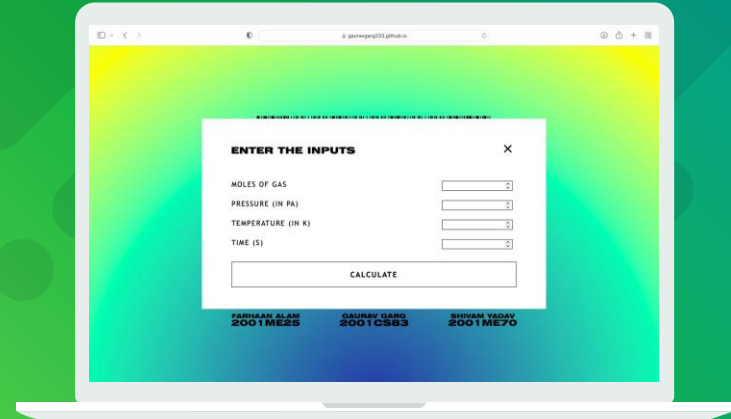 gauravgarg233.github.io
ENTER THE INPUTS
MOLES OF GAS
PRESSURE (IN PA)
TEMPERATURE (IN K)
TIME (S)
CALCULATE
FARHAAN ALAM GAURAV GARG SHIVAM YADAV
2001ME25 2001CS83 2001ME70